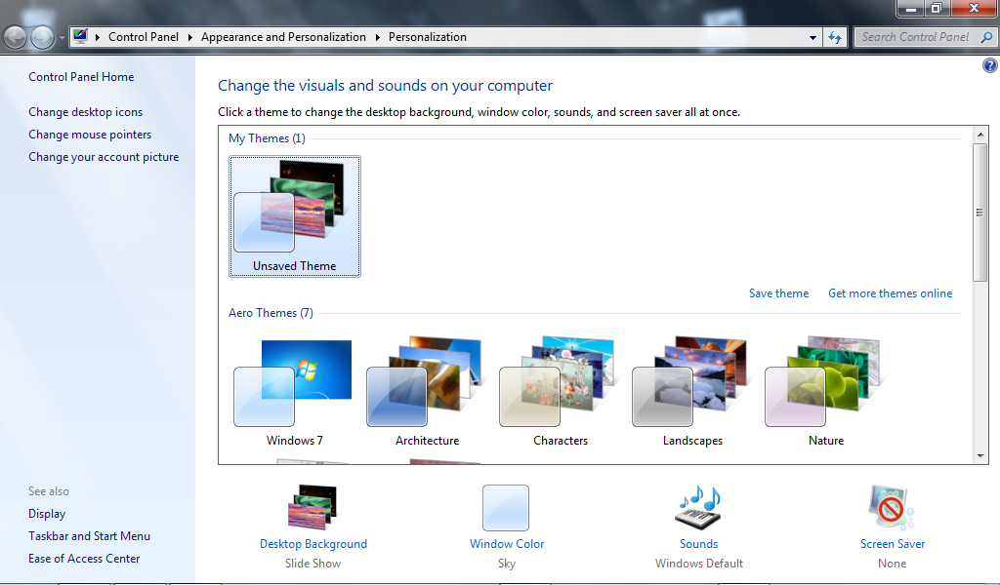 Control Panel Appearance and Personalization Personalization
Search Control Panel
Control Panel Home
Change desktop icons
Change mouse pointers
Change your account picture
Change the visuals and sounds on your computer
Click a theme to change the desktop background, window color, sounds, and screen saver all at once.
My Themes (1)
Unsaved Theme
Save theme Get more themes online
Aero Themes (7)
Windows 7 Architecture Characters Landscapes Nature
See also
Display
Taskbar and Start Menu
Ease of Access Center
Desktop Background Window Color Sounds Screen Saver
Slide Show Sky Windows Default None